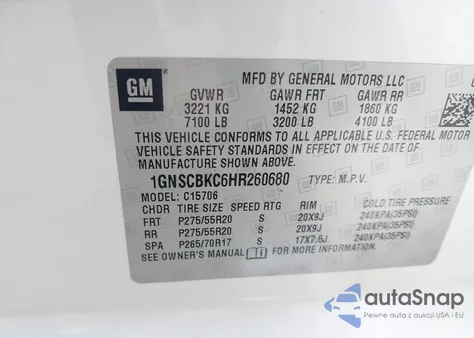 GM
MFD BY GENERAL MOTORS LLC
GVWR GAWR FRT GAWR RR
3221 KG 1452 KG 1860 KG
7100 LB 3200 LB 4100 LB
THIS VEHICLE CONFORMS TO ALL APPLICABLE U.S. FEDERAL MOTOR
VEHICLE SAFETY STANDARDS IN EFFECT ON THE DATE OF
MANUFACTURE SHOWN ABOVE.
1GNSCBKC6HR260680 TYPE: M.P.V.
MODEL: C15706
CHDR TIRE SIZE SPEED RTG RIM COLD TIRE PRESSURE
FRT P275/55R20 S 20X9J 240KPA(35PSI)
RR P275/55R20 S 20X9J 240KPA(35PSI)
SPA P265/70R17 S 17X7.5J 240KPA(35PSI)
SEE OWNER'S MANUAL FOR MORE INFORMATION.
autoSnap
Pewne auta z dojazdem z USA i EU